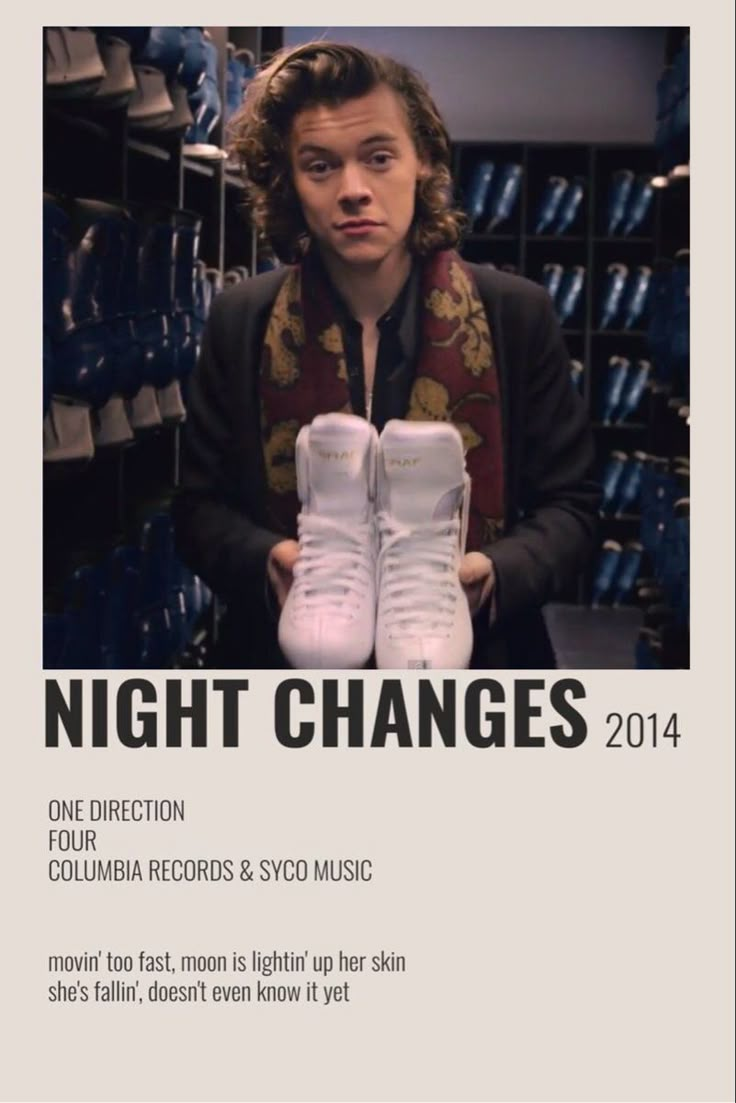 NIGHT CHANGES 2014
ONE DIRECTION
FOUR
COLUMBIA RECORDS & SYCO MUSIC
movin' too fast, moon is lightin' up her skin
she's fallin', doesn't even know it yet